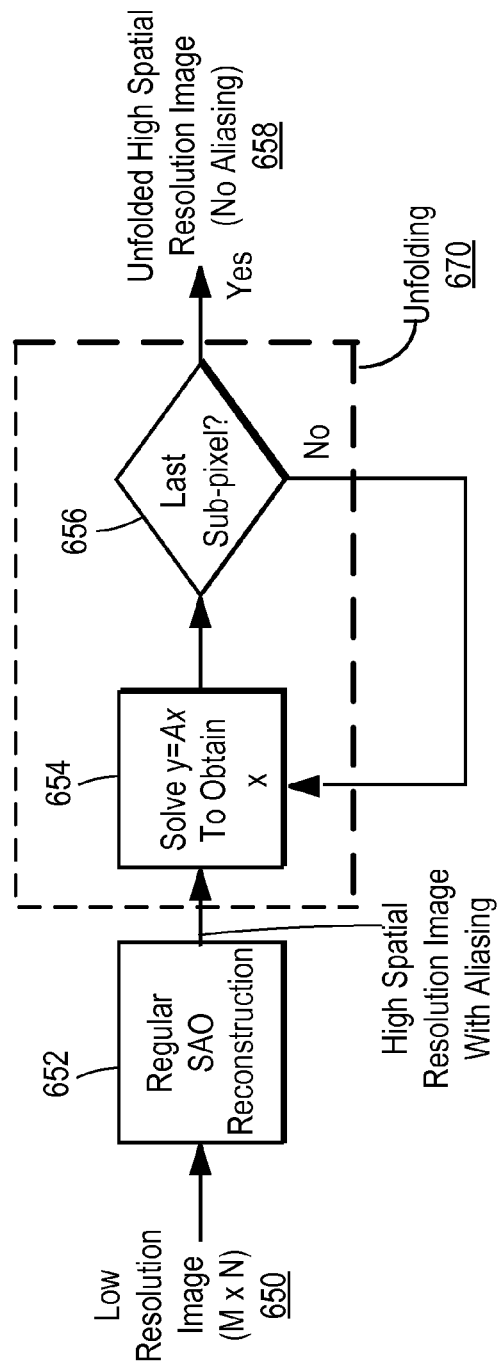 Low
Resolution
Image
(M x N)
650
652
Regular
SAO
Reconstruction
High Spatial
Resolution Image
With Aliasing
654
Solve y=Ax
To Obtain
x
656
Last
Sub-pixel?
No
Yes
Unfolded High Spatial
Resolution Image
(No Aliasing)
658
Unfolding
670